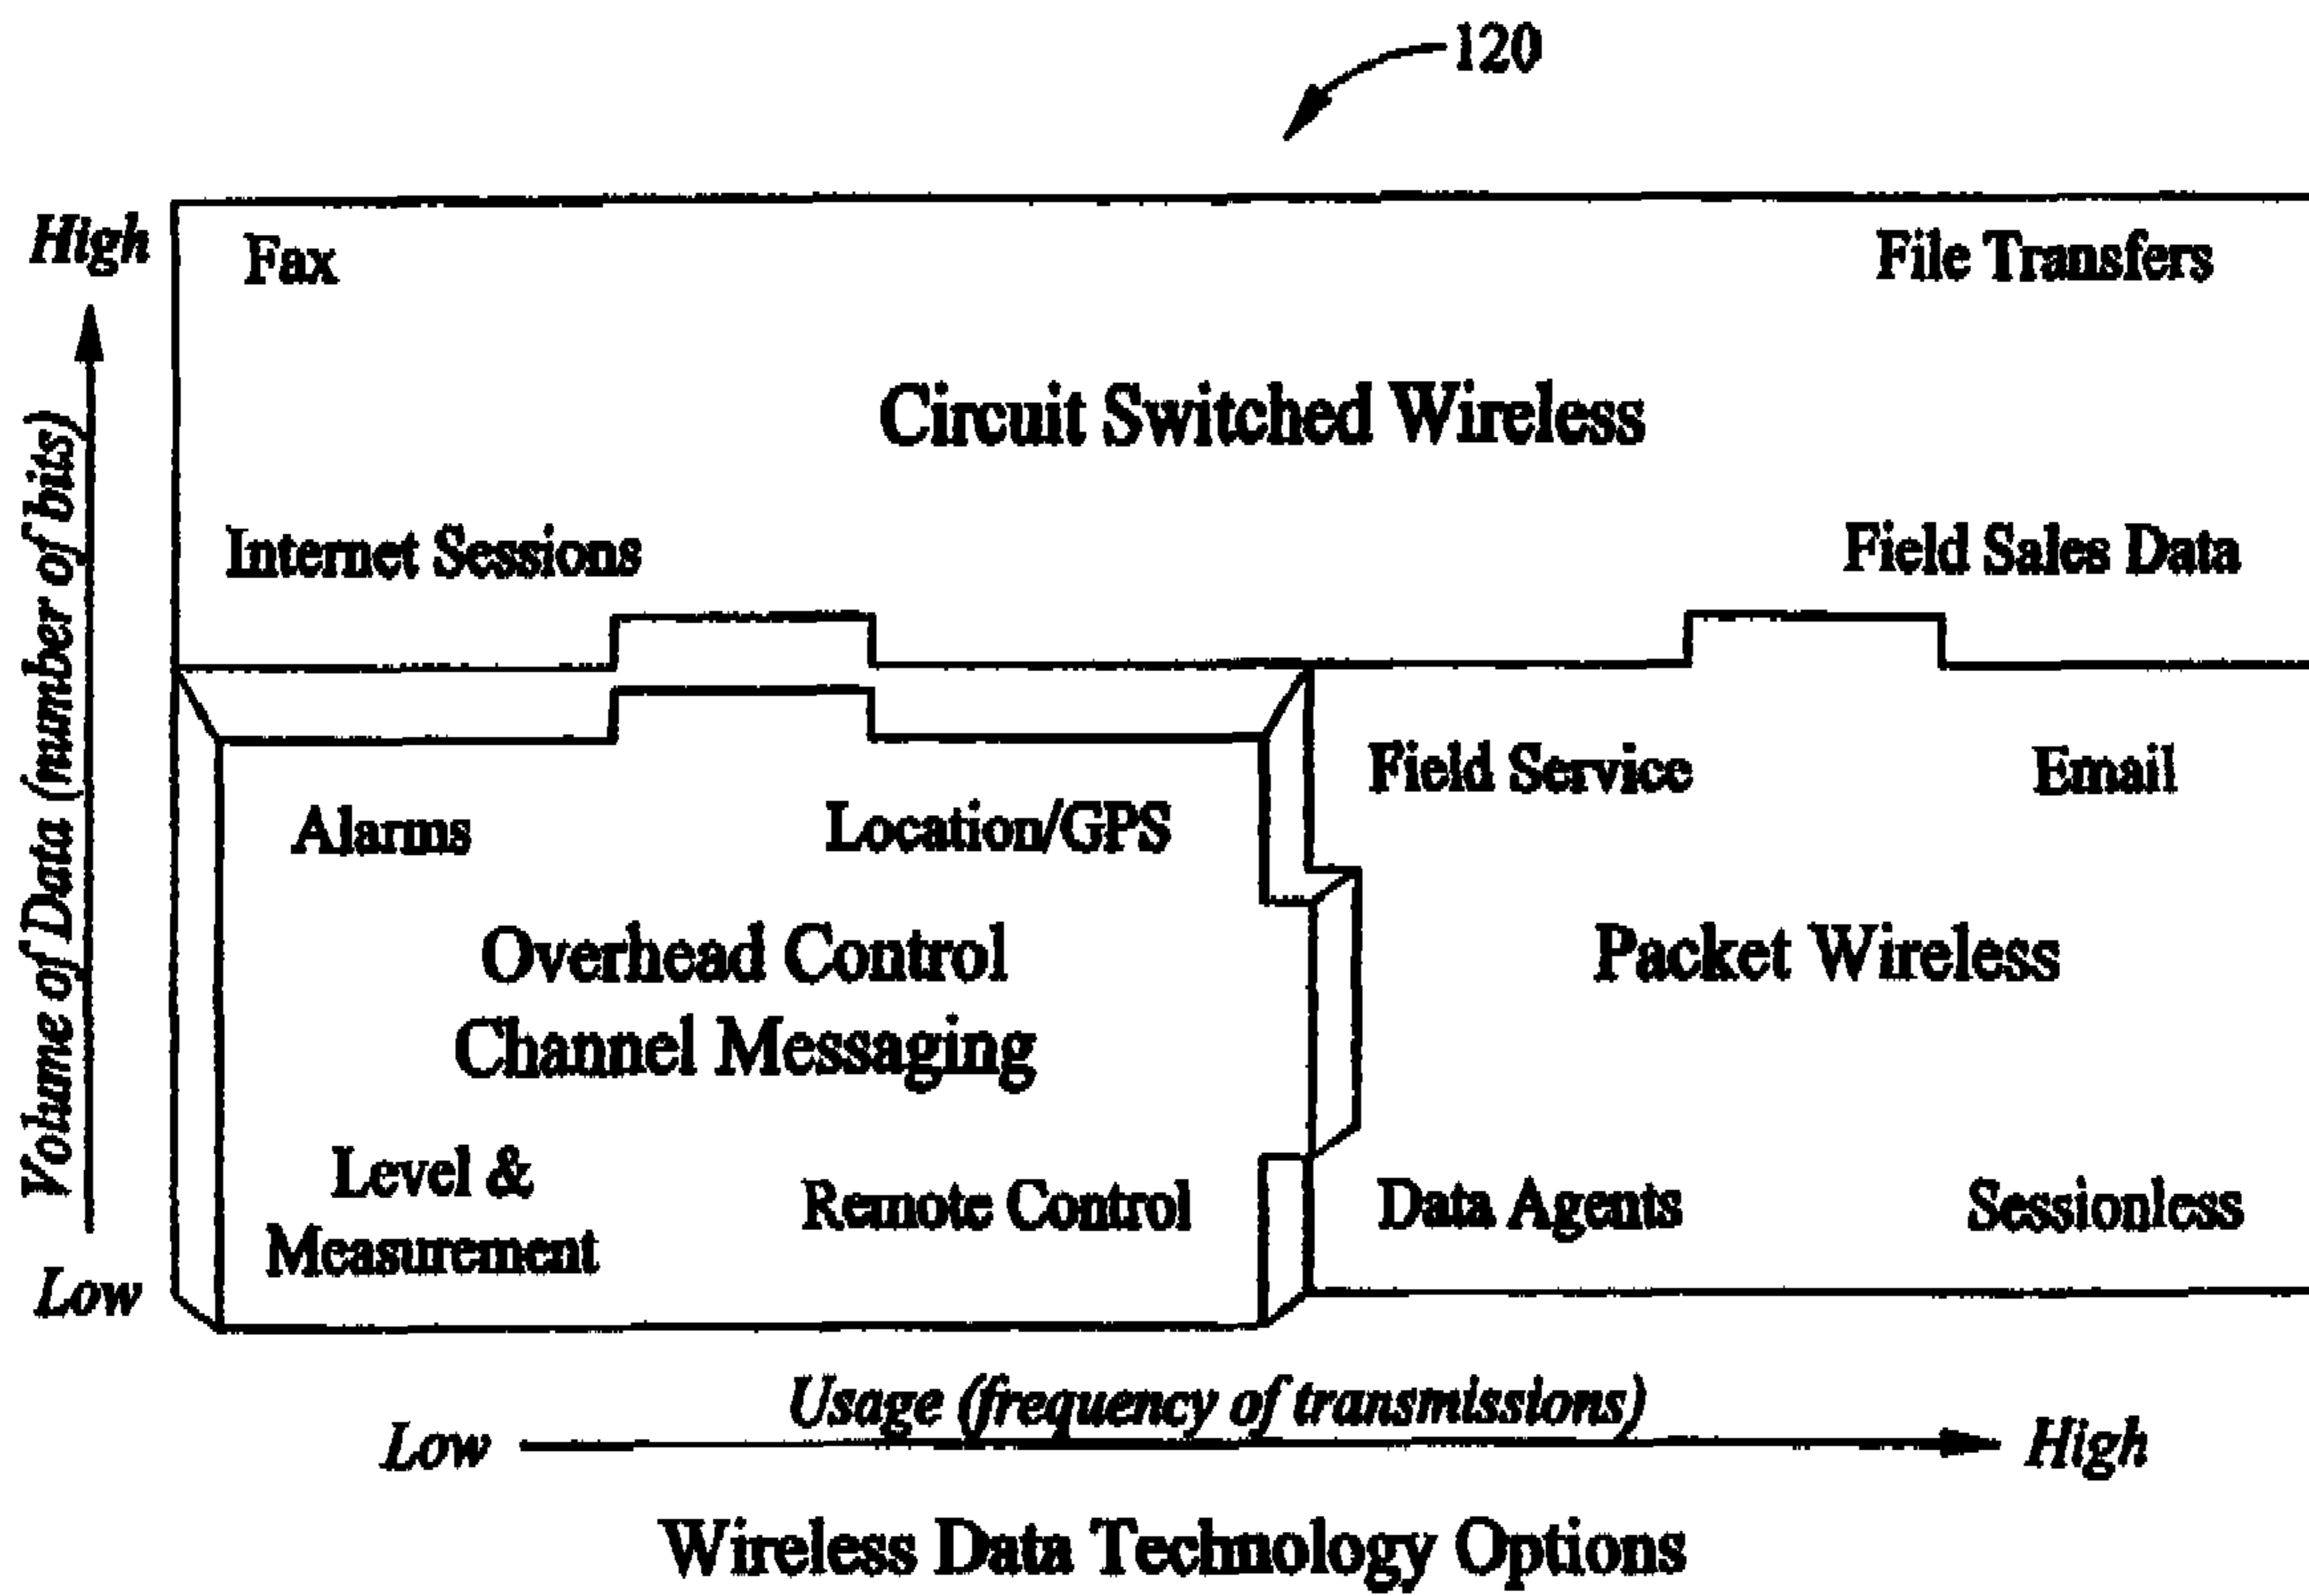 120
High
Fax
File Transfers
Circuit Switched Wireless
Internet Sessions
Field Sales Data
Volume of Data (number of bits)
Alarms
Location/GPS
Overhead Control
Channel Messaging
Level &
Measurement
Remote Control
Field Service
Email
Packet Wireless
Data Agents
Sessionless
Low
Usage (frequency of transmissions)
Low
High
Wireless Data Technology Options